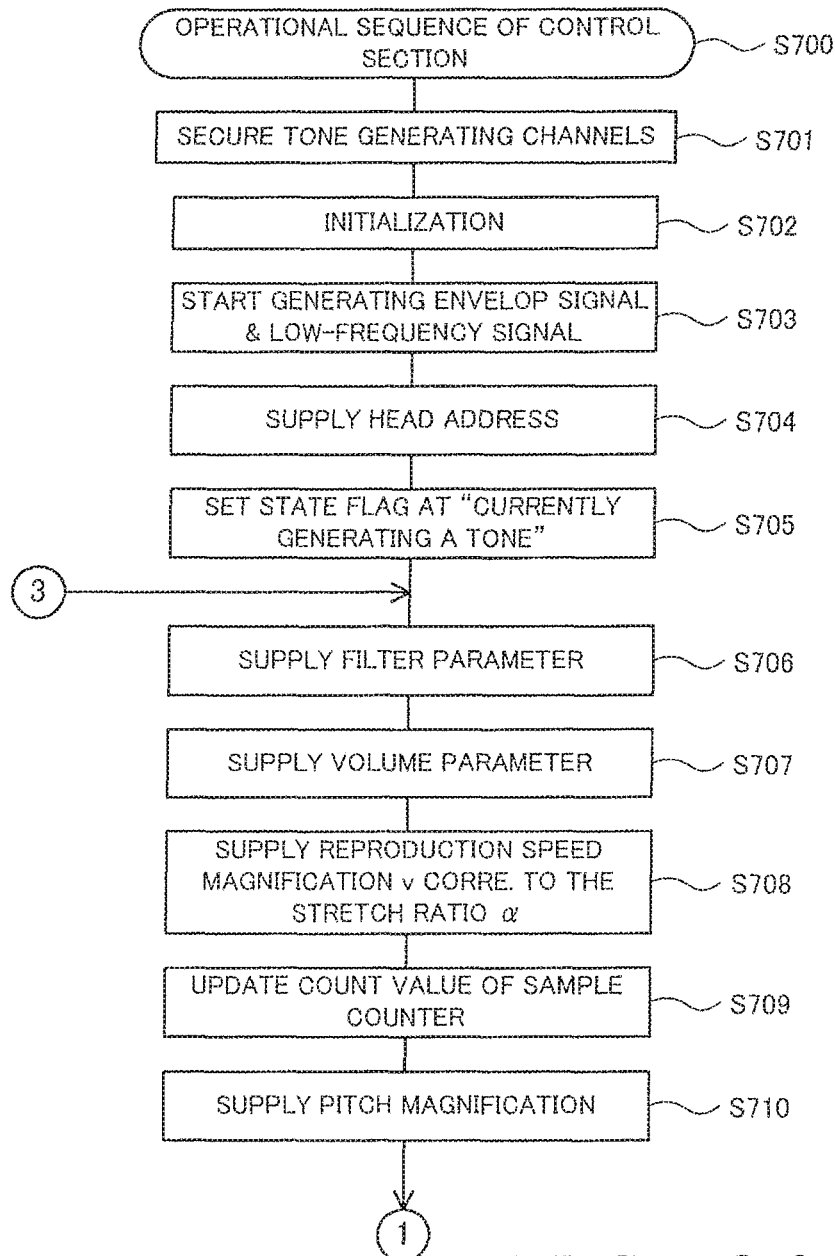 OPERATIONAL SEQUENCE OF CONTROL
SECTION
S700
SECURE TONE GENERATING CHANNELS
S701
INITIALIZATION
S702
START GENERATING ENVELOP SIGNAL
& LOW-FREQUENCY SIGNAL
S703
SUPPLY HEAD ADDRESS
S704
SET STATE FLAG AT “CURRENTLY
GENERATING A TONE”
S705
3
SUPPLY FILTER PARAMETER
S706
SUPPLY VOLUME PARAMETER
S707
SUPPLY REPRODUCTION SPEED
MAGNIFICATION v CORRE. TO THE
STRETCH RATIO α
S708
UPDATE COUNT VALUE OF SAMPLE
COUNTER
S709
SUPPLY PITCH MAGNIFICATION
S710
1